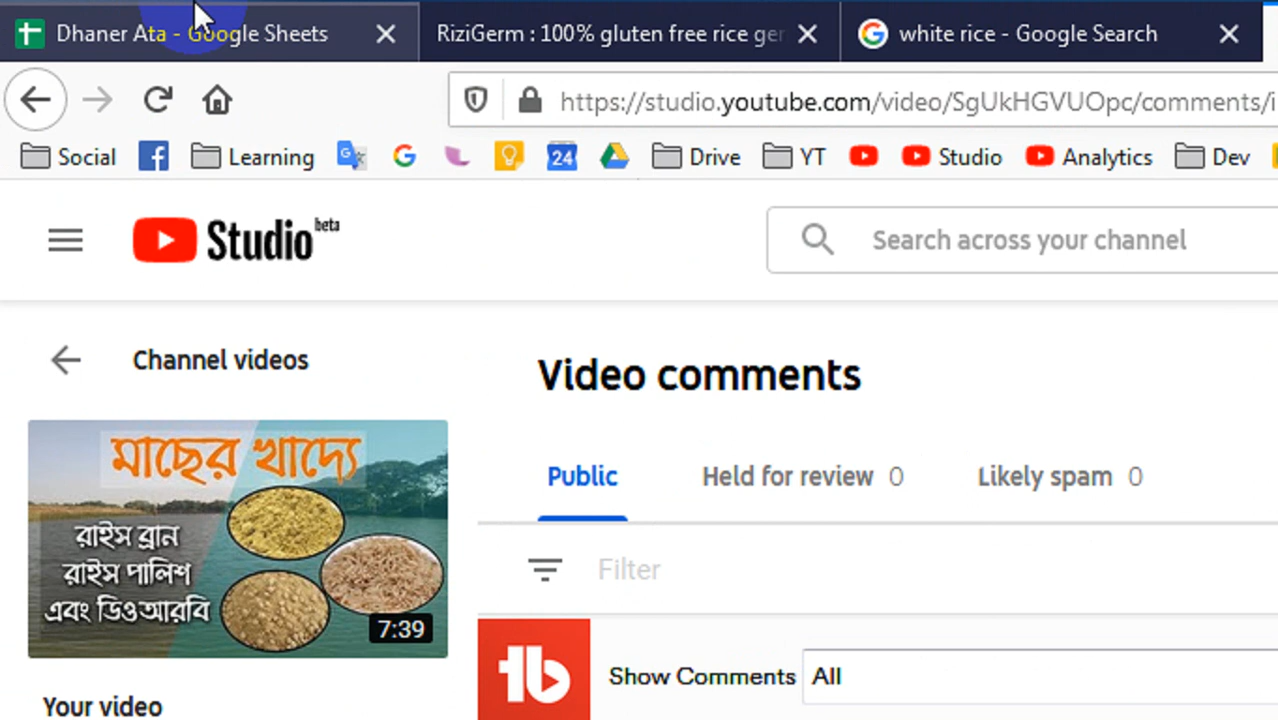 Dhaner Ata - Google Sheets
RiziGerm : 100% gluten free rice ger
white rice - Google Search
https://studio.youtube.com/video/SgUkHGVUOpc/comments/i
Social Learning 24 Drive YT Studio Analytics Dev
Studio beta
Search across your channel
Channel videos
Video comments
মাছের খাদ্যে
রাইস ব্রান
রাইস পালিশ
এবং ডিওআরবি
7:39
Public Held for review 0 Likely spam 0
Filter
Show Comments All
Your video